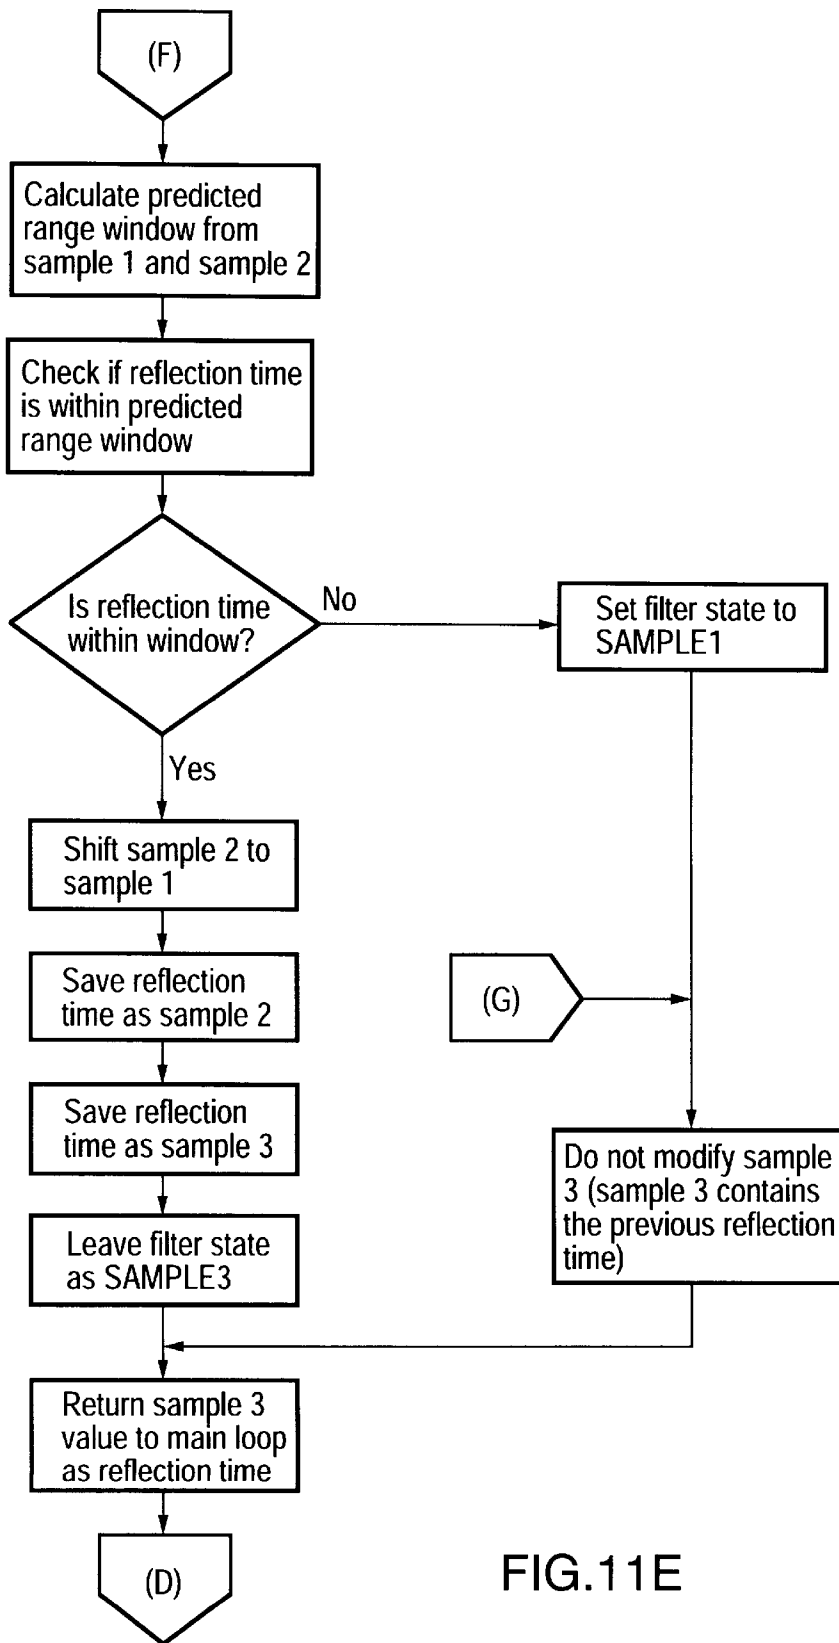 (F)
Calculate predicted
range window from
sample 1 and sample 2
Check if reflection time
is within predicted
range window
Is reflection time
within window?
No
Set filter state to
SAMPLE1
Yes
Shift sample 2 to
sample 1
Save reflection
time as sample 2
(G)
Save reflection
time as sample 3
Do not modify sample
3 (sample 3 contains
the previous reflection
time)
Leave filter state
as SAMPLE3
Return sample 3
value to main loop
as reflection time
(D)
FIG.11E